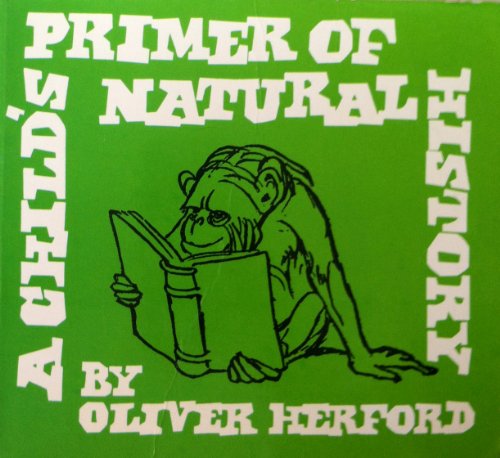 A CHILD'S
PRIMER OF
NATURAL
HISTORY
BY
OLIVER HERFORD